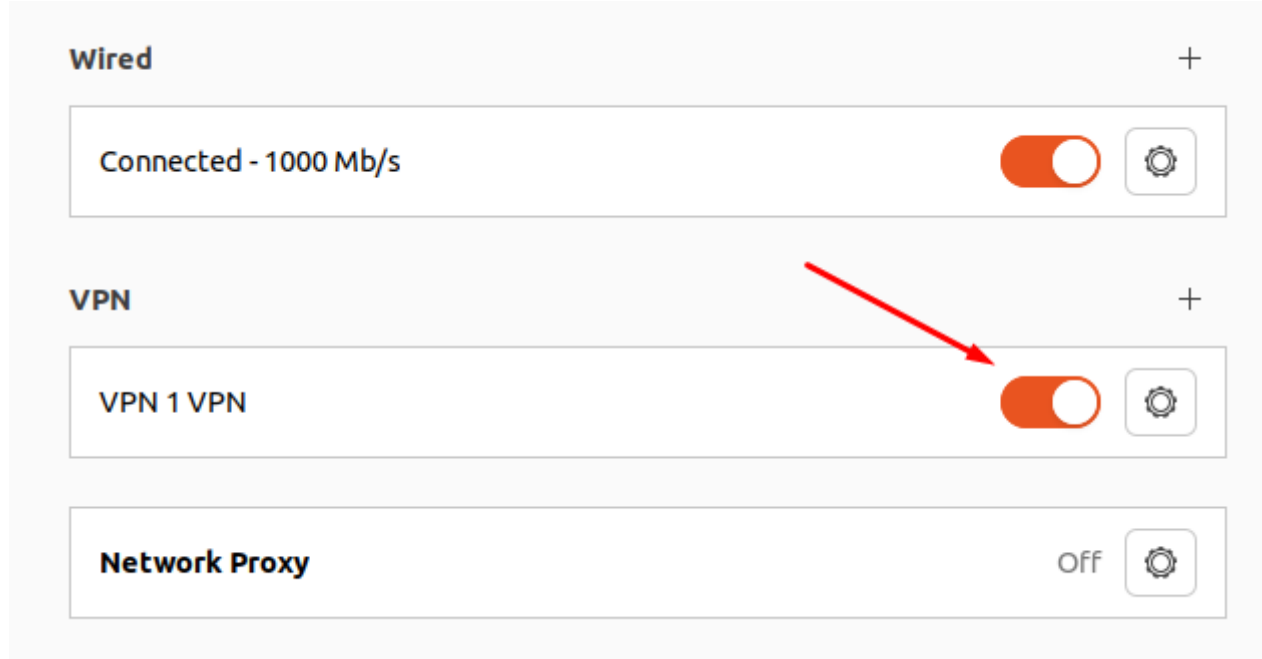 Wired
Connected - 1000 Mb/s
VPN
VPN 1 VPN
Network Proxy Off